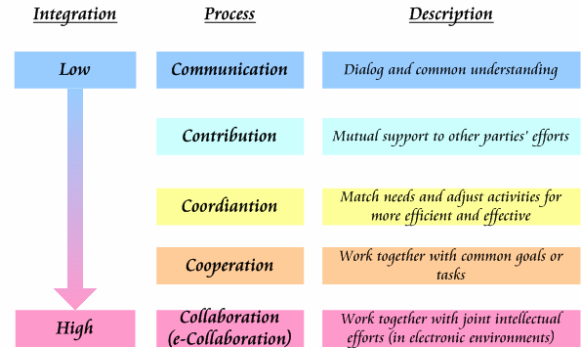 Integration Process Description
Low Communication Dialog and common understanding
Contribution Mutual support to other parties' efforts
Coordiantion Match needs and adjust activities for
more efficient and effective
Cooperation Work together with common goals or
tasks
High Collaboration
(e-Collaboration) Work together with joint intellectual
efforts (in electronic environments)